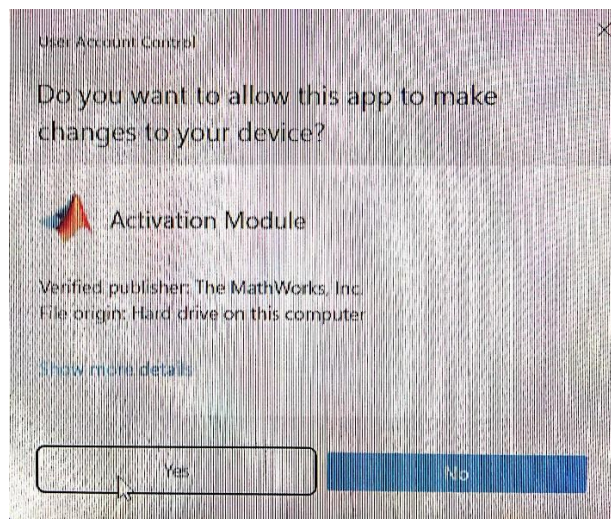 User Account Control
Do you want to allow this app to make
changes to your device?
Activation Module
Verified publisher: The MathWorks, Inc.
File origin: Hard drive on this computer
Show more details
Yes
No